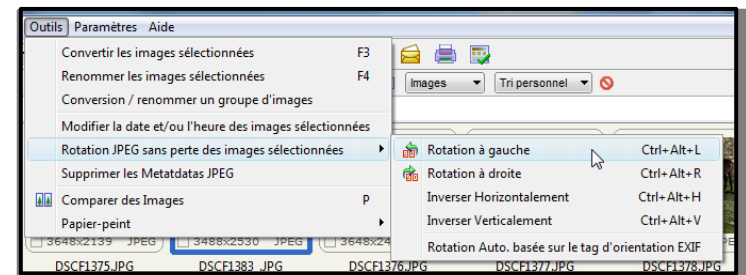 Outils Paramètres Aide
Convertir les images sélectionnées F3
Renommer les images sélectionnées F4
Conversion / renommer un groupe d'images
Images Tri personnel
Modifier la date et/ou l'heure des images sélectionnées
Rotation JPEG sans perte des images sélectionnées
Rotation à gauche Ctrl+Alt+L
Supprimer les Metatdatas JPEG
Rotation à droite Ctrl+Alt+R
Comparer des Images P
Inverser Horizontalement Ctrl+Alt+H
Papier-peint
Inverser Verticalement Ctrl+Alt+V
3648x2139 JPEG 3488x2530 JPEG 3648x24
Rotation Auto. basée sur le tag d'orientation EXIF
DSCF1375.JPG DSCF1383 .JPG DSCF1376.JPG DSCF1377.JPG DSCF1378.JPG